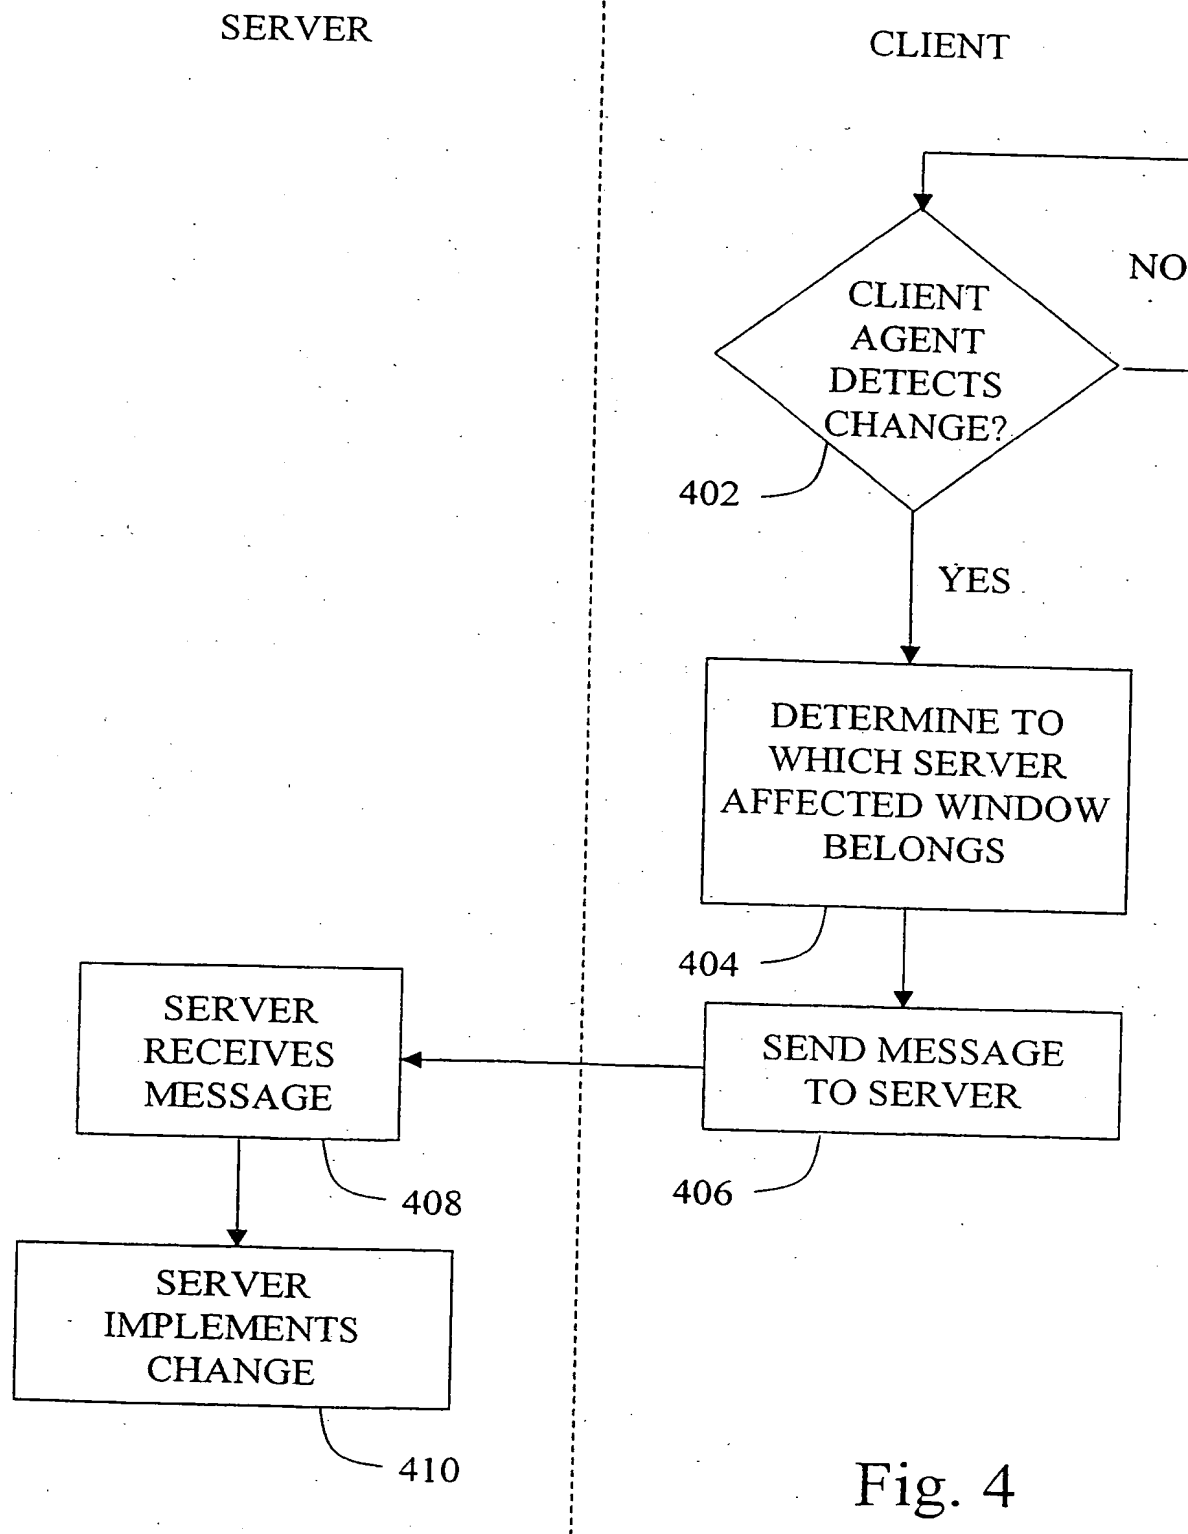 SERVER
CLIENT
NO
CLIENT
AGENT
DETECTS
CHANGE?
402
YES
DETERMINE TO
WHICH SERVER
AFFECTED WINDOW
BELONGS
404
SERVER
RECEIVES
MESSAGE
SEND MESSAGE
TO SERVER
408
406
SERVER
IMPLEMENTS
CHANGE
410
Fig. 4